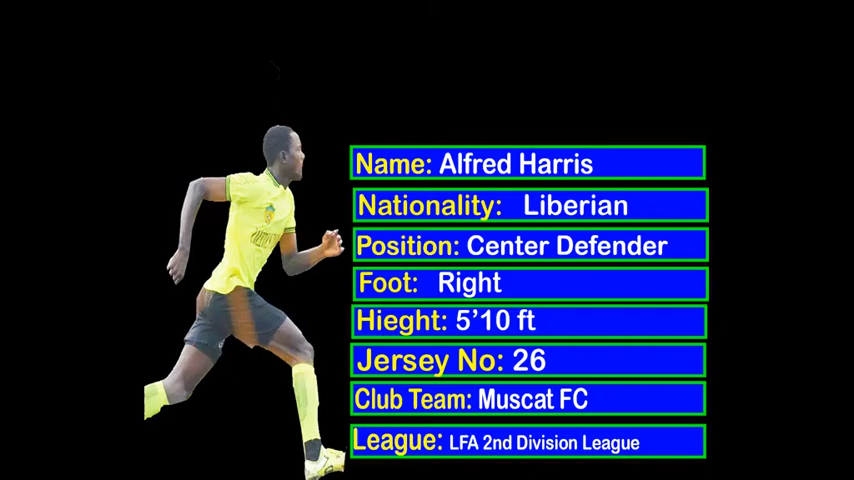 Name: Alfred Harris
Nationality: Liberian
Position: Center Defender
Foot: Right
Hieght: 5’10 ft
Jersey No: 26
Club Team: Muscat FC
League: LFA 2nd Division League